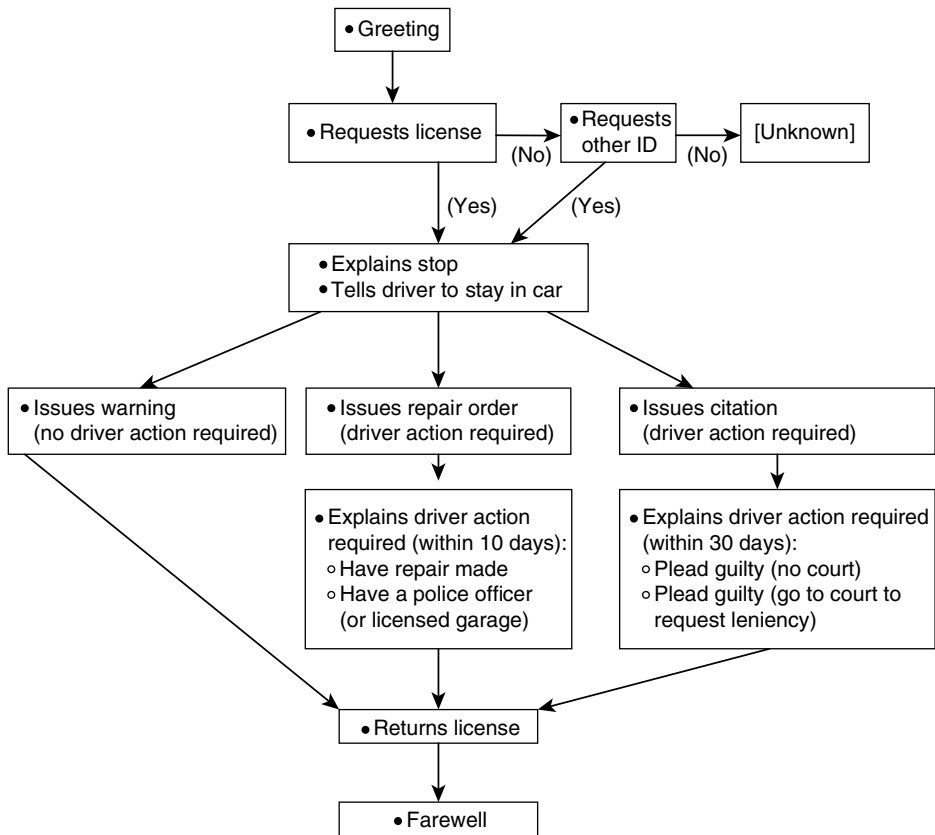 • Greeting
• Requests license
(No)
• Requests
other ID
(No)
[Unknown]
(Yes)
(Yes)
• Explains stop
• Tells driver to stay in car
• Issues warning
(no driver action required)
• Issues repair order
(driver action required)
• Issues citation
(driver action required)
• Explains driver action
required (within 10 days):
○ Have repair made
○ Have a police officer
(or licensed garage)
• Explains driver action required
(within 30 days):
○ Plead guilty (no court)
○ Plead guilty (go to court to
request leniency)
• Returns license
• Farewell